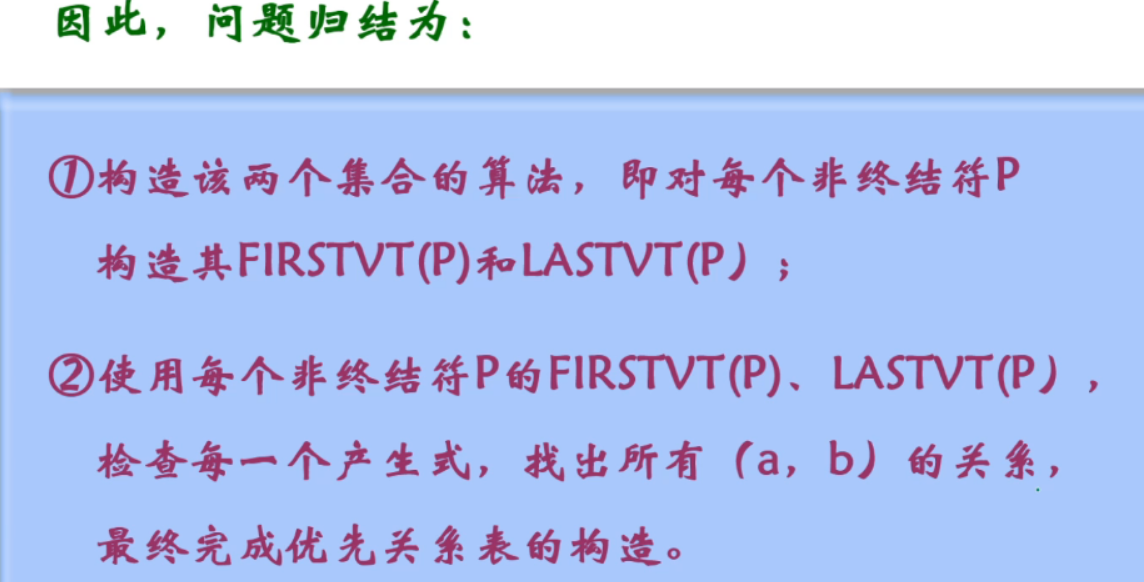 因此，问题归结为：
①构造该两个集合的算法，即对每个非终结符P
构造其FIRSTVT(P)和LASTVT(P）；
②使用每个非终结符P的FIRSTVT(P)、LASTVT(P），
检查每一个产生式，找出所有（a，b）的关系，
最终完成优先关系表的构造。